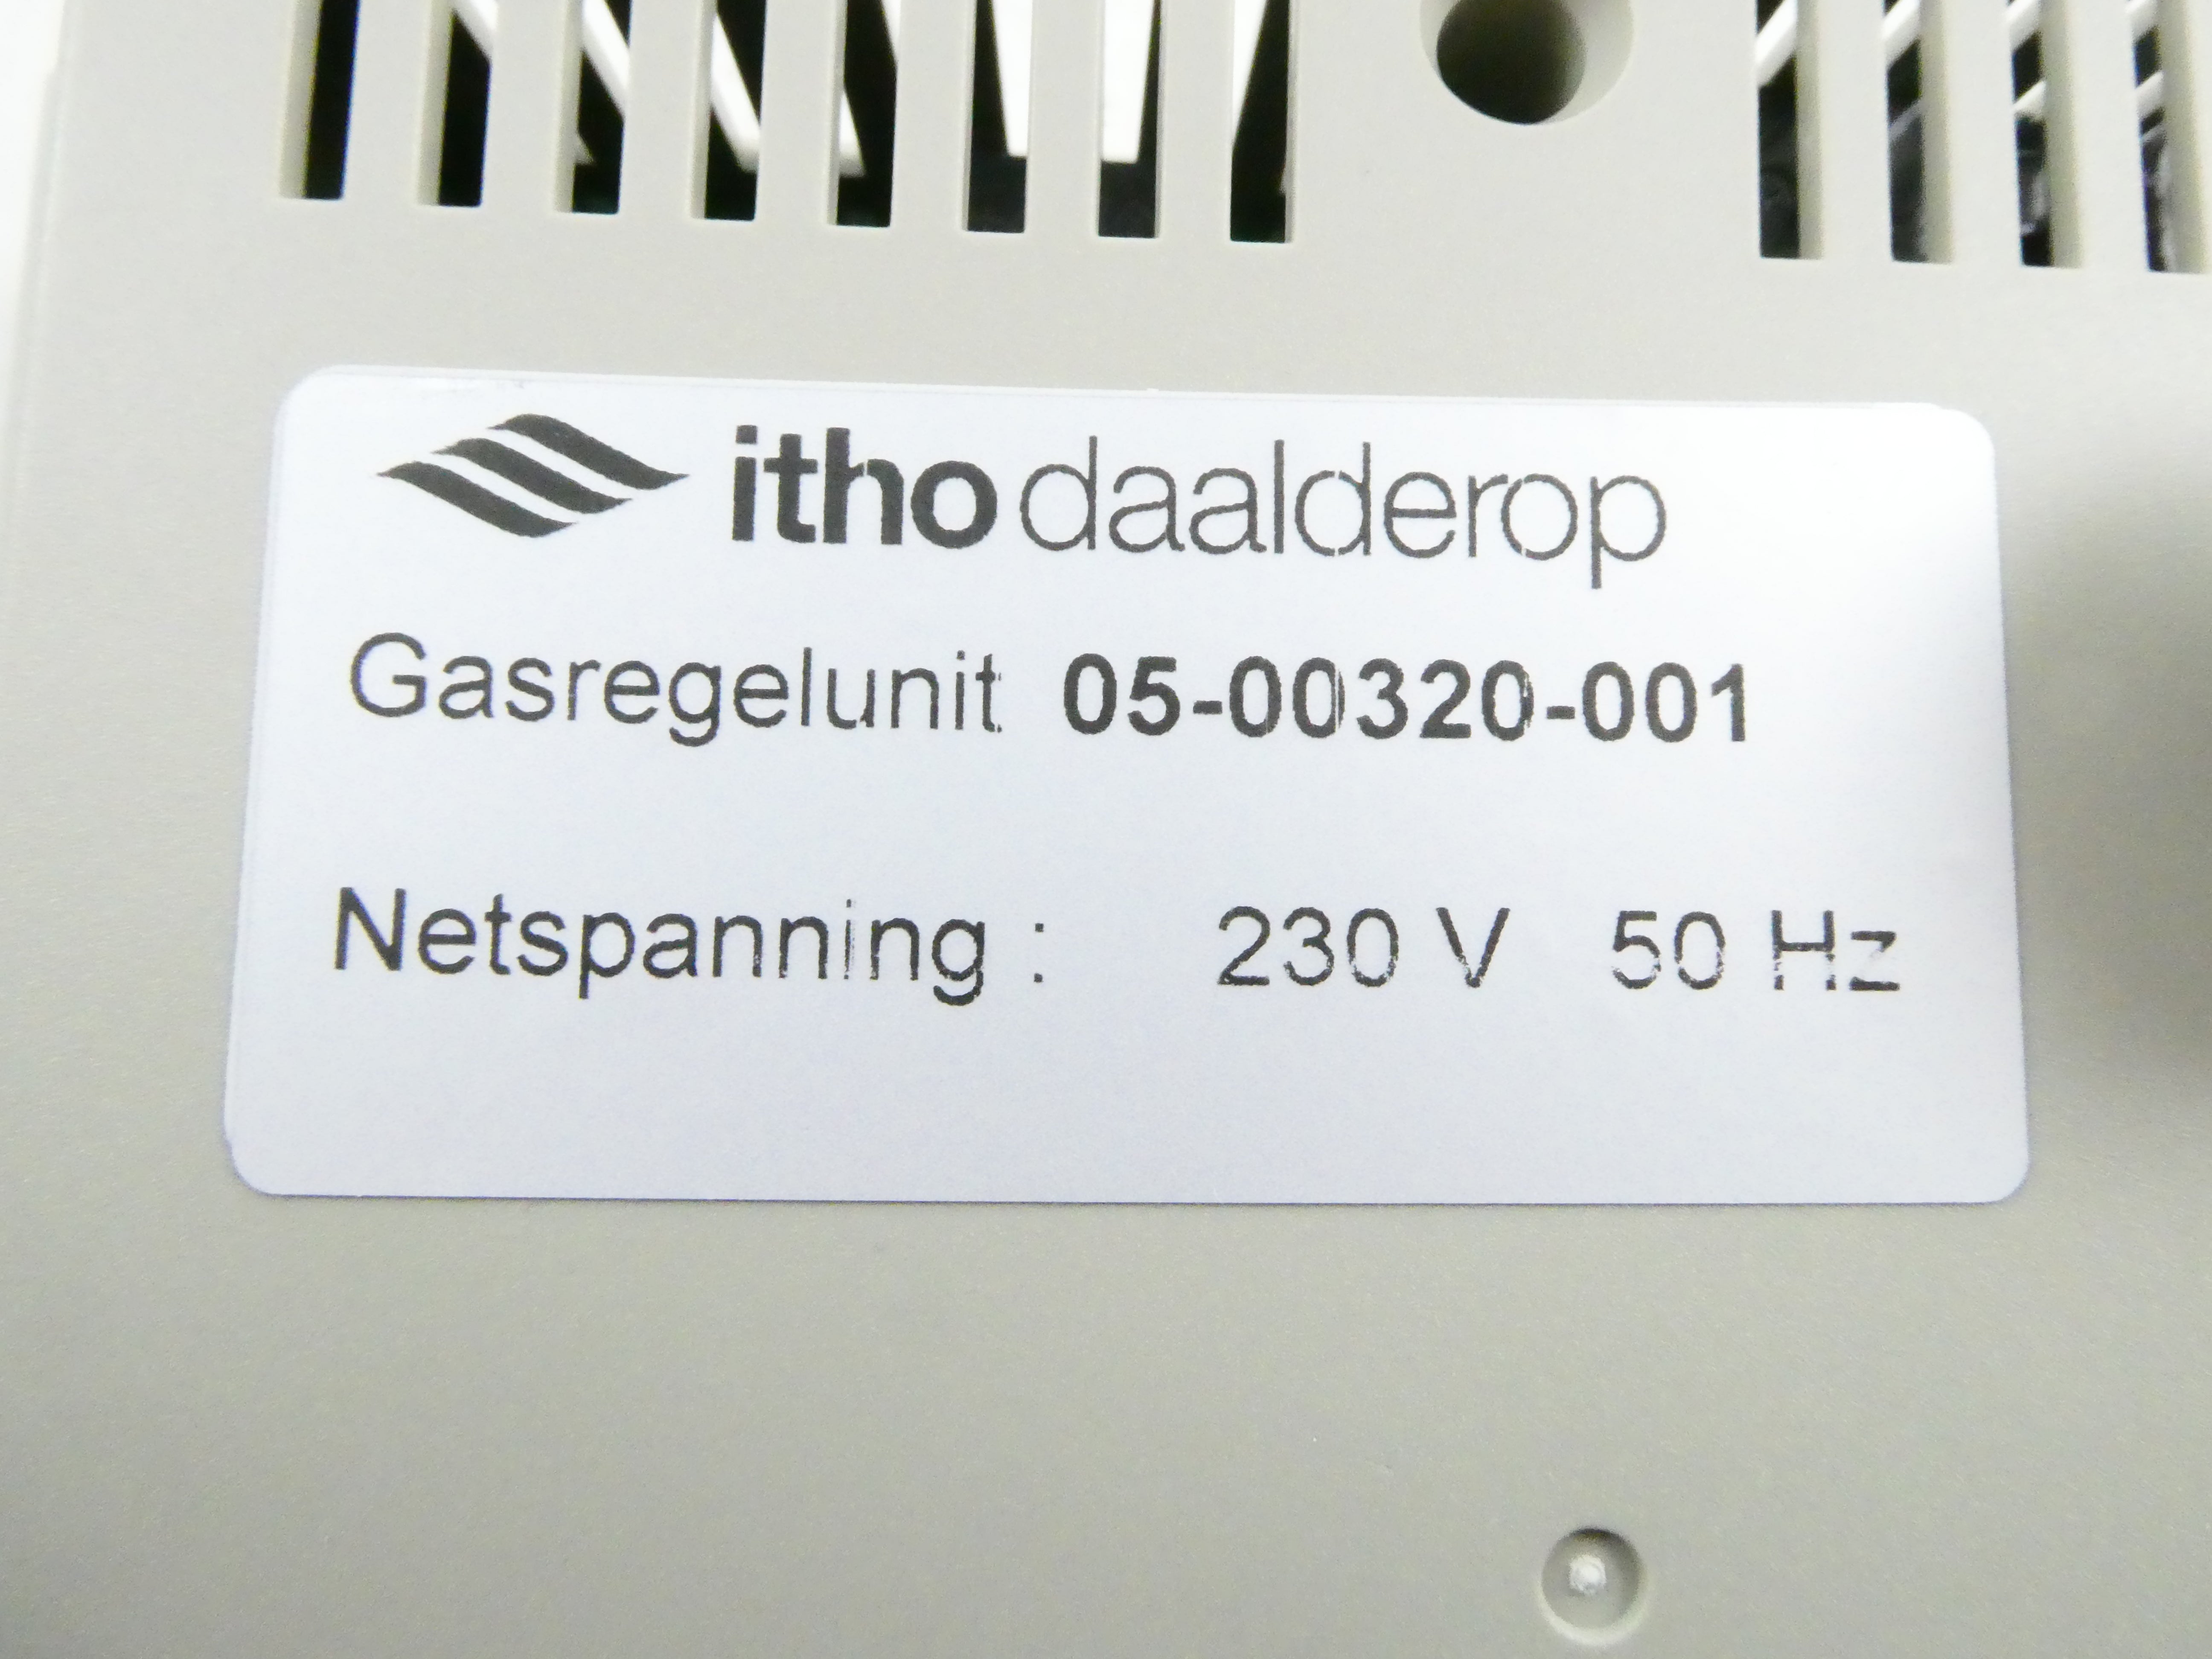 itho daalderop
Gasregelunit 05-00320-001
Netspanning : 230 V 50 Hz